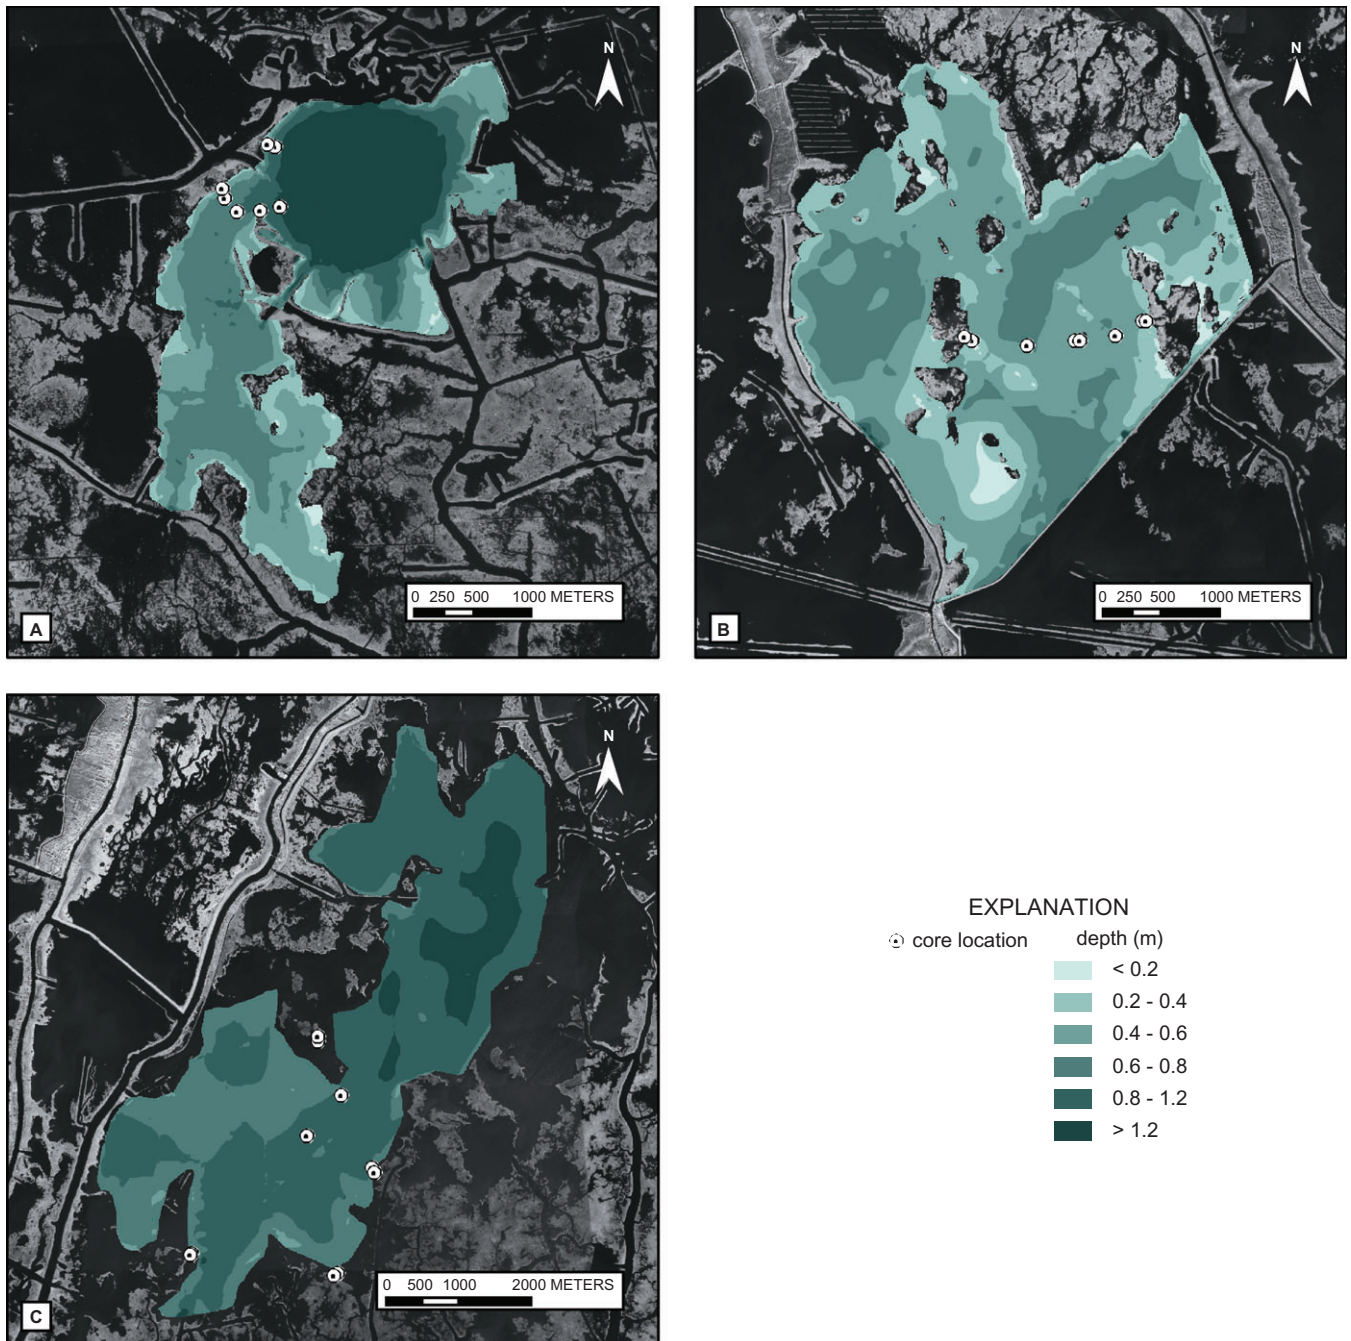 N
0 250 500 1000 METERS
A
N
0 250 500 1000 METERS
B
N
0 500 1000 2000 METERS
C
EXPLANATION
core location
depth (m)
< 0.2
0.2 - 0.4
0.4 - 0.6
0.6 - 0.8
0.8 - 1.2
> 1.2